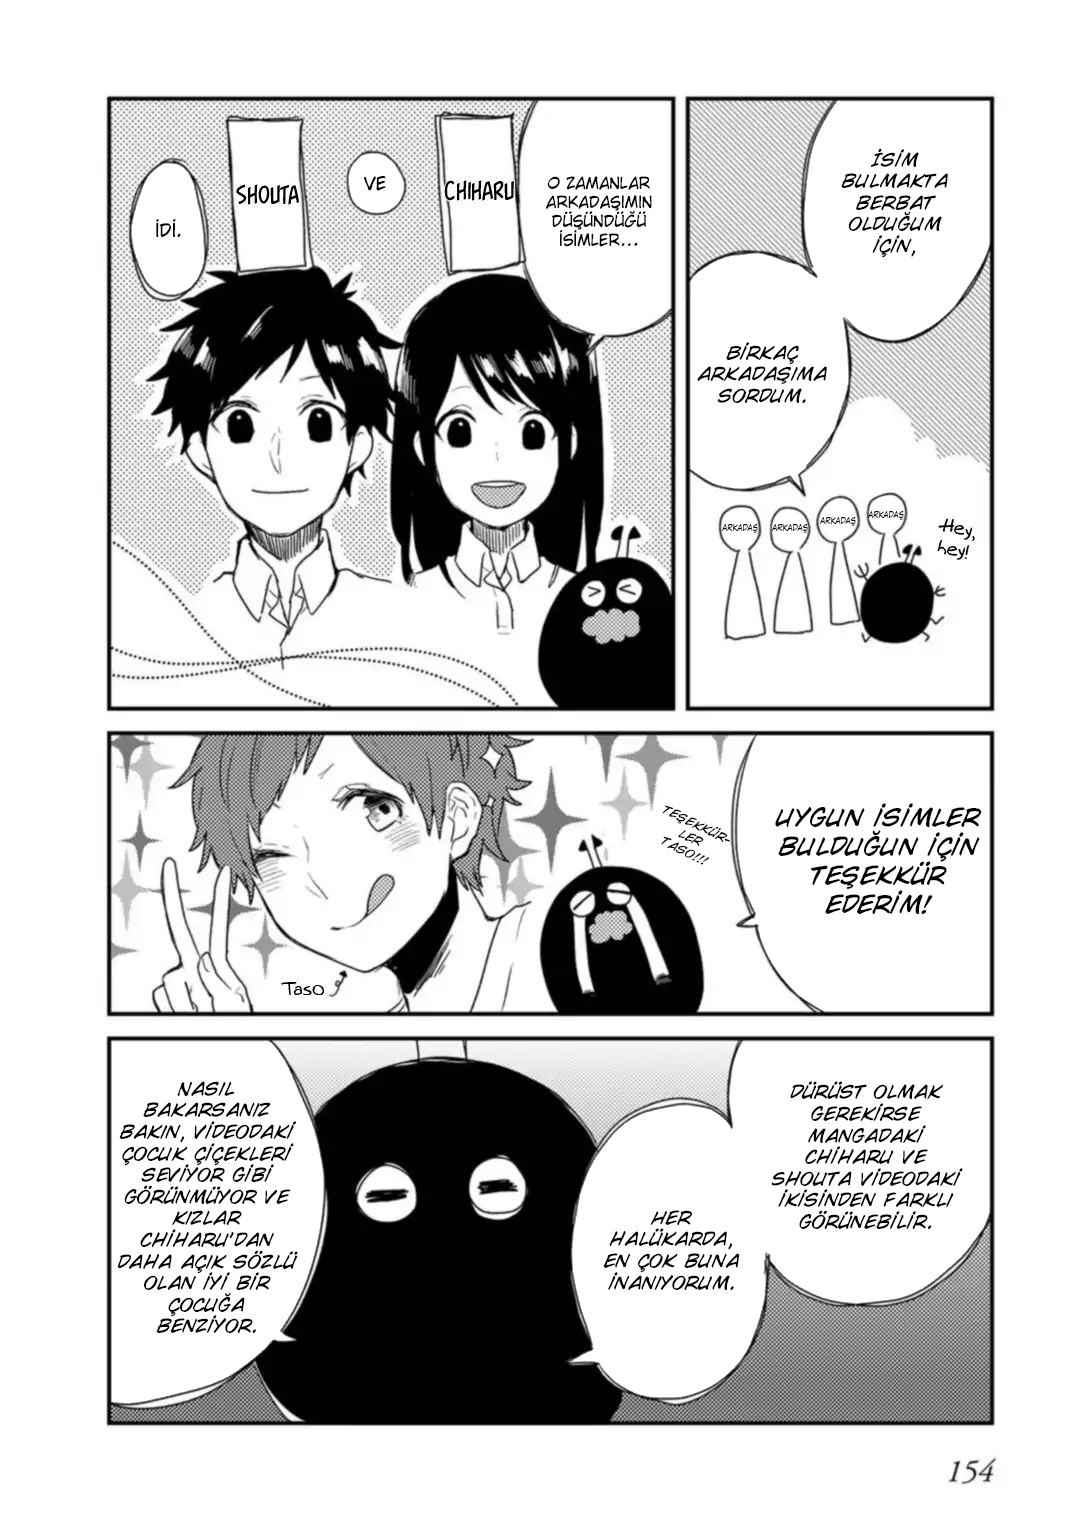 İSİM
BULMAKTA
BERBAT
OLDUĞUM
İÇİN,
BİRKAÇ
ARKADAŞIMA
SORDUM.
ARKADAŞ
ARKADAŞ
ARKADAŞ
ARKADAŞ
Hey,
hey!
O ZAMANLAR
ARKADAŞIMIN
DÜŞÜNDÜĞÜ
İSİMLER...
CHIHARU
VE
SHOUTA
İDİ.
UYGUN İSİMLER
BULDUĞUN İÇİN
TEŞEKKÜR
EDERİM!
TEŞEKKÜR-
LER
TASO!!!
Taso
DÜRÜST OLMAK
GEREKİRSE
MANGADAKİ
CHIHARU VE
SHOUTA VİDEODAKİ
İKİSİNDEN FARKLI
GÖRÜNEBİLİR.
HER
HALÜKARDA,
EN ÇOK BUNA
İNANIYORUM.
NASIL
BAKARSANIZ
BAKIN, VİDEODAKİ
ÇOCUK ÇİÇEKLERİ
SEVİYOR GİBİ
GÖRÜNMÜYOR VE
KIZLAR
CHIHARU'DAN
DAHA AÇIK SÖZLÜ
OLAN İYİ BİR
ÇOCUĞA
BENZİYOR.
154